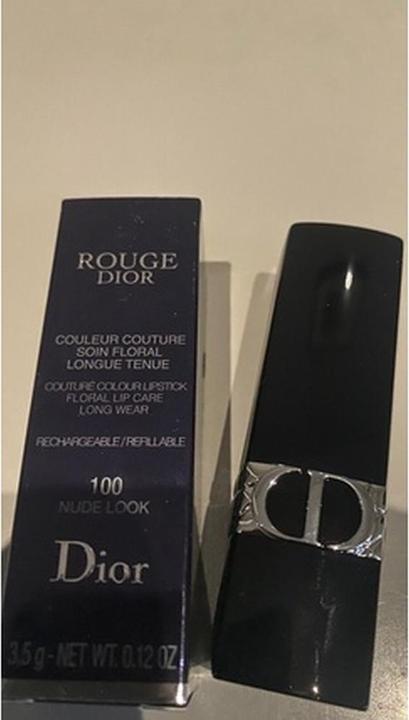 ROUGE
DIOR
COULEUR COUTURE
SOIN FLORAL
LONGUE TENUE
COUTURE COLOUR LIPSTICK
FLORAL LIP CARE
LONG WEAR
RECHARGEABLE/REFILLABLE
100
NUDE LOOK
Dior
3,5 g - NET WT. 0.12 OZ
CD